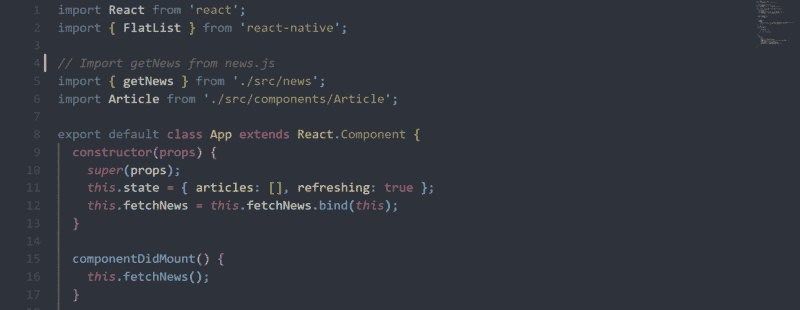 1 import React from 'react';
2 import { FlatList } from 'react-native';
3
4 // Import getNews from news.js
5 import { getNews } from './src/news';
6 import Article from './src/components/Article';
7
8 export default class App extends React.Component {
9 constructor(props) {
10 super(props);
11 this.state = { articles: [], refreshing: true };
12 this.fetchNews = this.fetchNews.bind(this);
13 }
14
15 componentDidMount() {
16 this.fetchNews();
17 }